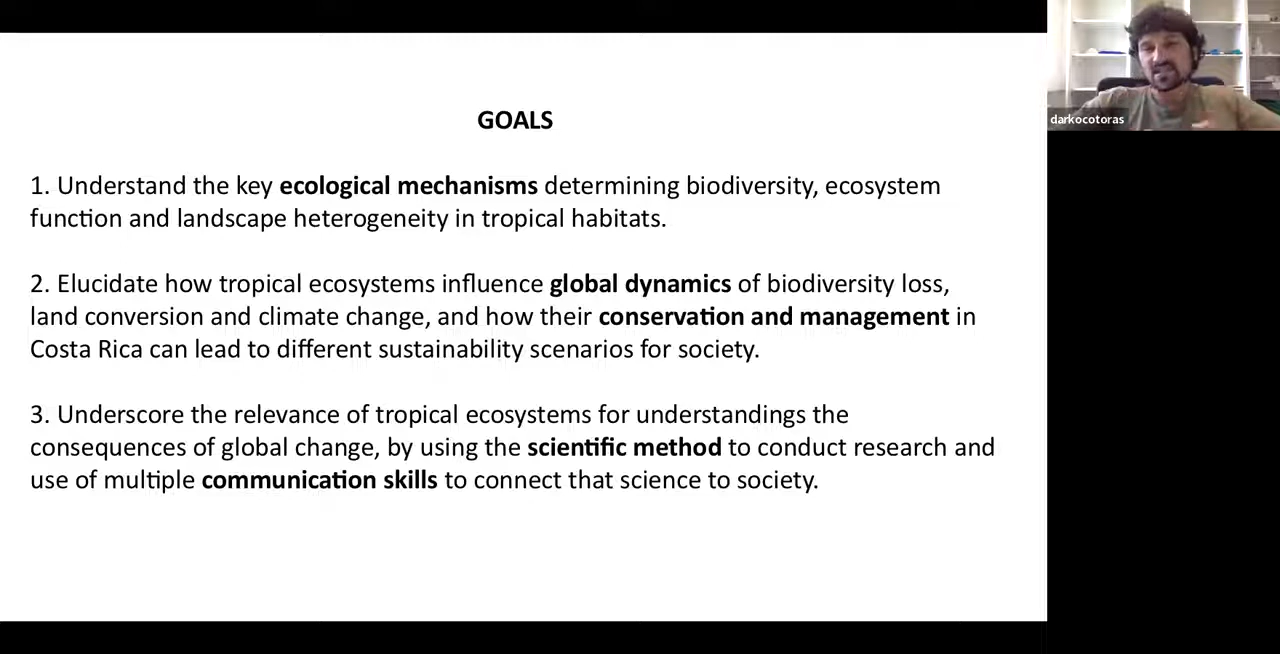 GOALS
1. Understand the key ecological mechanisms determining biodiversity, ecosystem
function and landscape heterogeneity in tropical habitats.
2. Elucidate how tropical ecosystems influence global dynamics of biodiversity loss,
land conversion and climate change, and how their conservation and management in
Costa Rica can lead to different sustainability scenarios for society.
3. Underscore the relevance of tropical ecosystems for understandings the
consequences of global change, by using the scientific method to conduct research and
use of multiple communication skills to connect that science to society.
darkocotoras